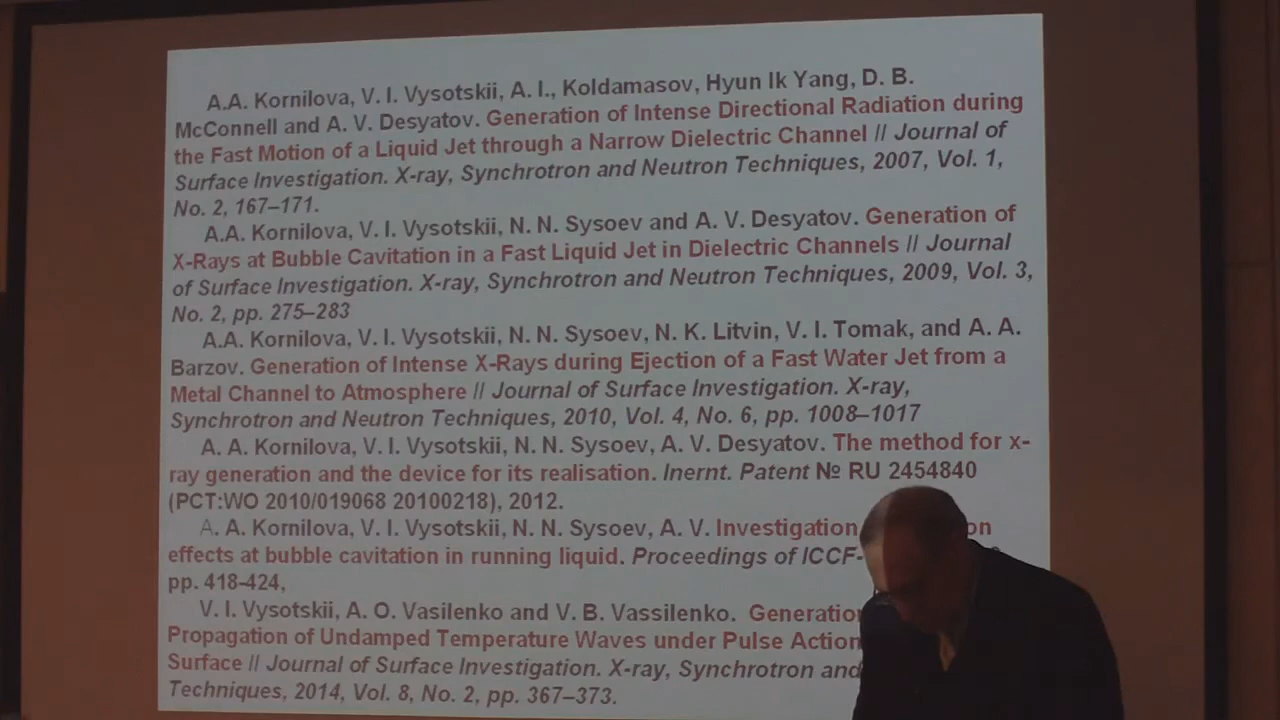 A.A. Kornilova, V. I. Vysotskii, A. I., Koldamasov, Hyun Ik Yang, D. B.
McConnell and A. V. Desyatov. Generation of Intense Directional Radiation during
the Fast Motion of a Liquid Jet through a Narrow Dielectric Channel // Journal of
Surface Investigation. X-ray, Synchrotron and Neutron Techniques, 2007, Vol. 1,
No. 2, 167–171.
A.A. Kornilova, V. I. Vysotskii, N. N. Sysoev and A. V. Desyatov. Generation of
X-Rays at Bubble Cavitation in a Fast Liquid Jet in Dielectric Channels // Journal
of Surface Investigation. X-ray, Synchrotron and Neutron Techniques, 2009, Vol. 3,
No. 2, pp. 275–283
A.A. Kornilova, V. I. Vysotskii, N. N. Sysoev, N. K. Litvin, V. I. Tomak, and A. A.
Barzov. Generation of Intense X-Rays during Ejection of a Fast Water Jet from a
Metal Channel to Atmosphere // Journal of Surface Investigation. X-ray,
Synchrotron and Neutron Techniques, 2010, Vol. 4, No. 6, pp. 1008–1017
A. A. Kornilova, V. I. Vysotskii, N. N. Sysoev, A. V. Desyatov. The method for x-
ray generation and the device for its realisation. Inernt. Patent № RU 2454840
(PCT:WO 2010/019068 20100218), 2012.
A. A. Kornilova, V. I. Vysotskii, N. N. Sysoev, A. V. Investigation
effects at bubble cavitation in running liquid. Proceedings of ICCF-
pp. 418-424,
V. I. Vysotskii, A. O. Vasilenko and V. B. Vassilenko. Generation
Propagation of Undamped Temperature Waves under Pulse Action
Surface // Journal of Surface Investigation. X-ray, Synchrotron and
Techniques, 2014, Vol. 8, No. 2, pp. 367–373.